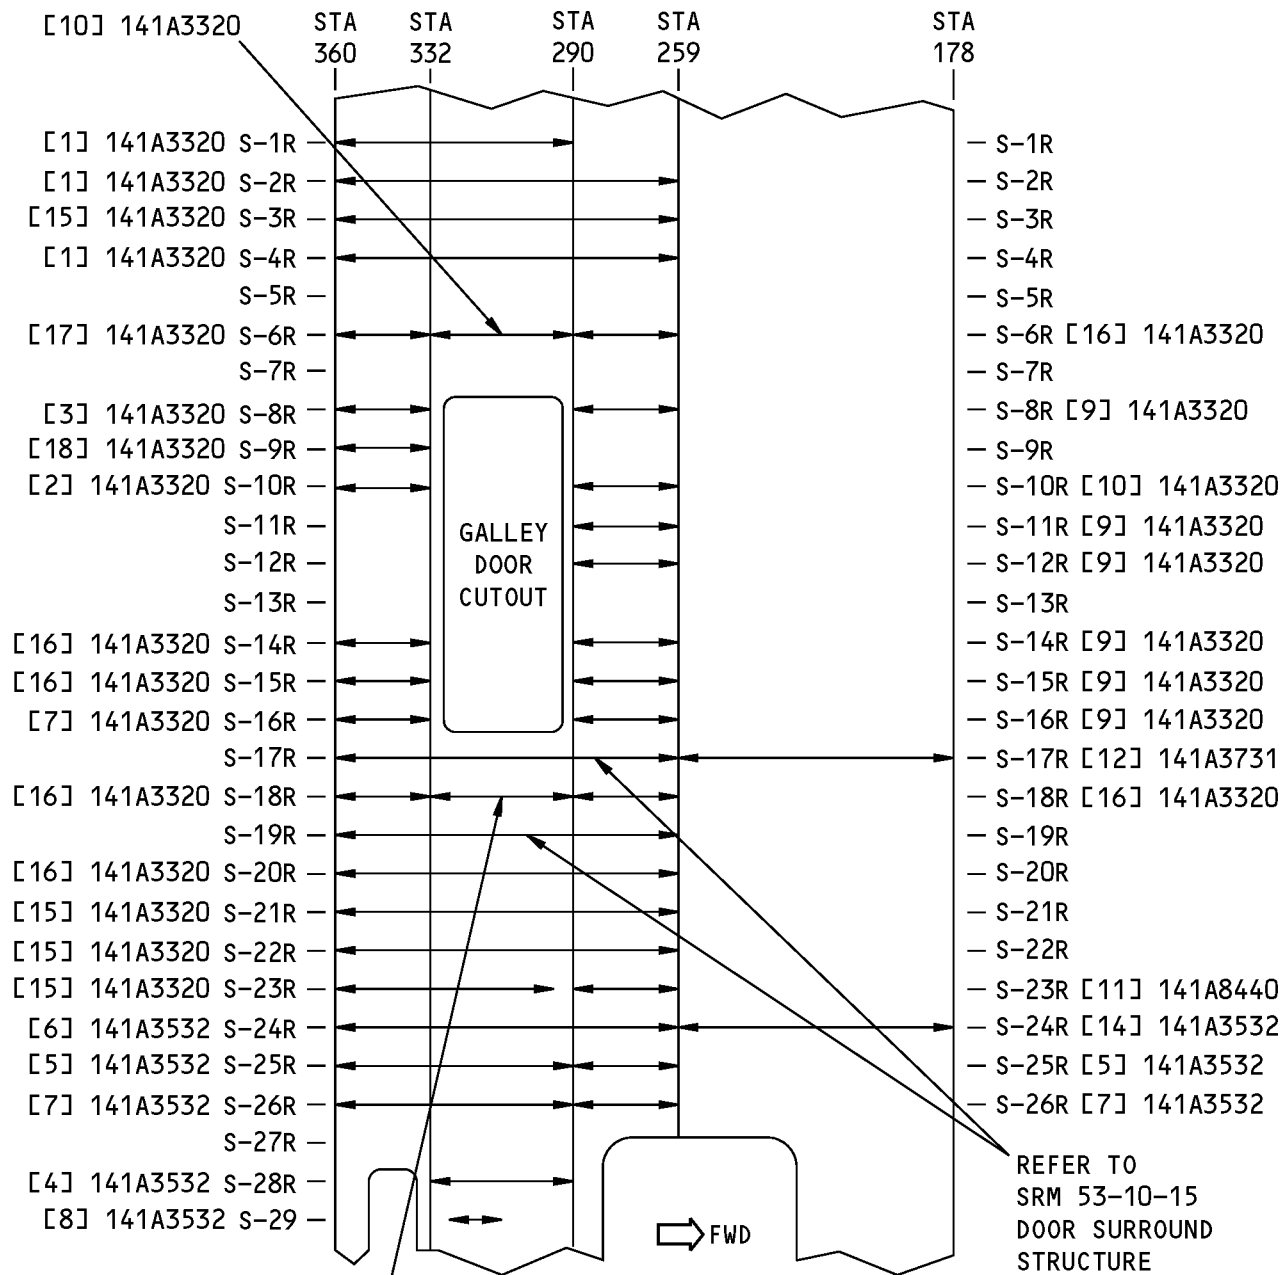 [10] 141A3320
STA 360
STA 332
STA 290
STA 259
STA 178
[1] 141A3320 S-1R
S-1R
[1] 141A3320 S-2R
S-2R
[15] 141A3320 S-3R
S-3R
[1] 141A3320 S-4R
S-4R
S-5R
S-5R
[17] 141A3320 S-6R
S-6R [16] 141A3320
S-7R
S-7R
[3] 141A3320 S-8R
S-8R [9] 141A3320
[18] 141A3320 S-9R
S-9R
[2] 141A3320 S-10R
S-10R [10] 141A3320
S-11R
S-11R [9] 141A3320
S-12R
S-12R [9] 141A3320
S-13R
S-13R
GALLEY
DOOR
CUTOUT
[16] 141A3320 S-14R
S-14R [9] 141A3320
[16] 141A3320 S-15R
S-15R [9] 141A3320
[7] 141A3320 S-16R
S-16R [9] 141A3320
S-17R
S-17R [12] 141A3731
[16] 141A3320 S-18R
S-18R [16] 141A3320
S-19R
S-19R
[16] 141A3320 S-20R
S-20R
[15] 141A3320 S-21R
S-21R
[15] 141A3320 S-22R
S-22R
[15] 141A3320 S-23R
S-23R [11] 141A8440
[6] 141A3532 S-24R
S-24R [14] 141A3532
[5] 141A3532 S-25R
S-25R [5] 141A3532
[7] 141A3532 S-26R
S-26R [7] 141A3532
S-27R
[4] 141A3532 S-28R
[8] 141A3532 S-29
FWD
REFER TO
SRM 53-10-15
DOOR SURROUND
STRUCTURE